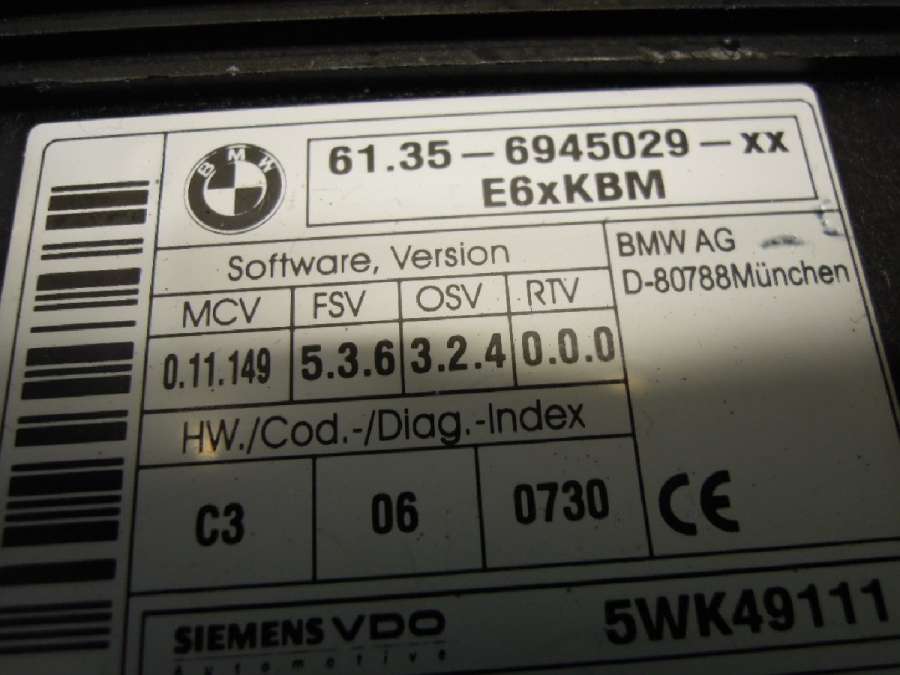 BMW
61.35 - 6945029 - xx
E6xKBM
Software, Version
BMW AG
D-80788München
MCV FSV OSV RTV
0.11.149 5.3.6 3.2.4 0.0.0
HW./Cod.-/Diag.-Index
C3 06 0730
CE
SIEMENS VDO
Automotive
5WK49111